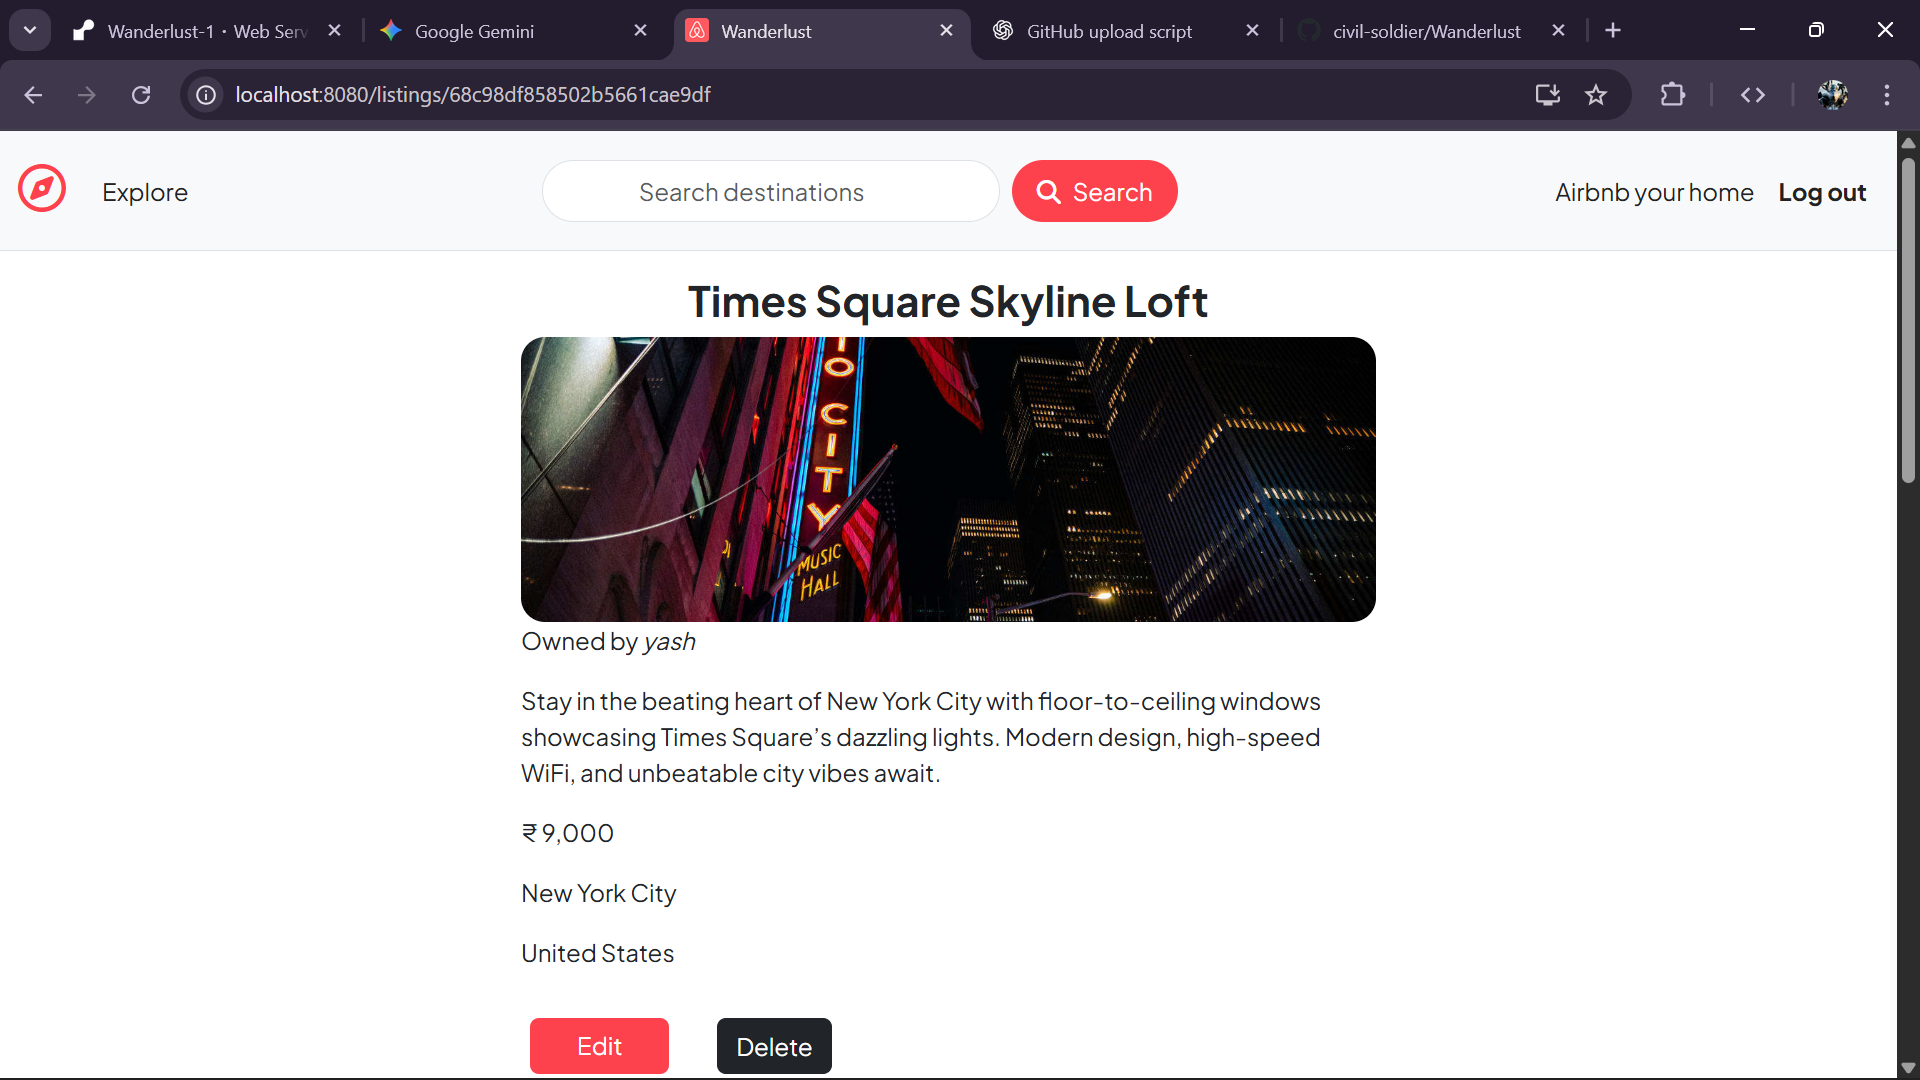 Wanderlust-1 · Web Serv
Google Gemini
Wanderlust
GitHub upload script
civil-soldier/Wanderlust
localhost:8080/listings/68c98df858502b5661cae9df
Explore
Search destinations
Search
Airbnb your home
Log out
Times Square Skyline Loft
IO CITY
MUSIC
HALL
Owned by yash
Stay in the beating heart of New York City with floor-to-ceiling windows
showcasing Times Square’s dazzling lights. Modern design, high-speed
WiFi, and unbeatable city vibes await.
₹ 9,000
New York City
United States
Edit
Delete